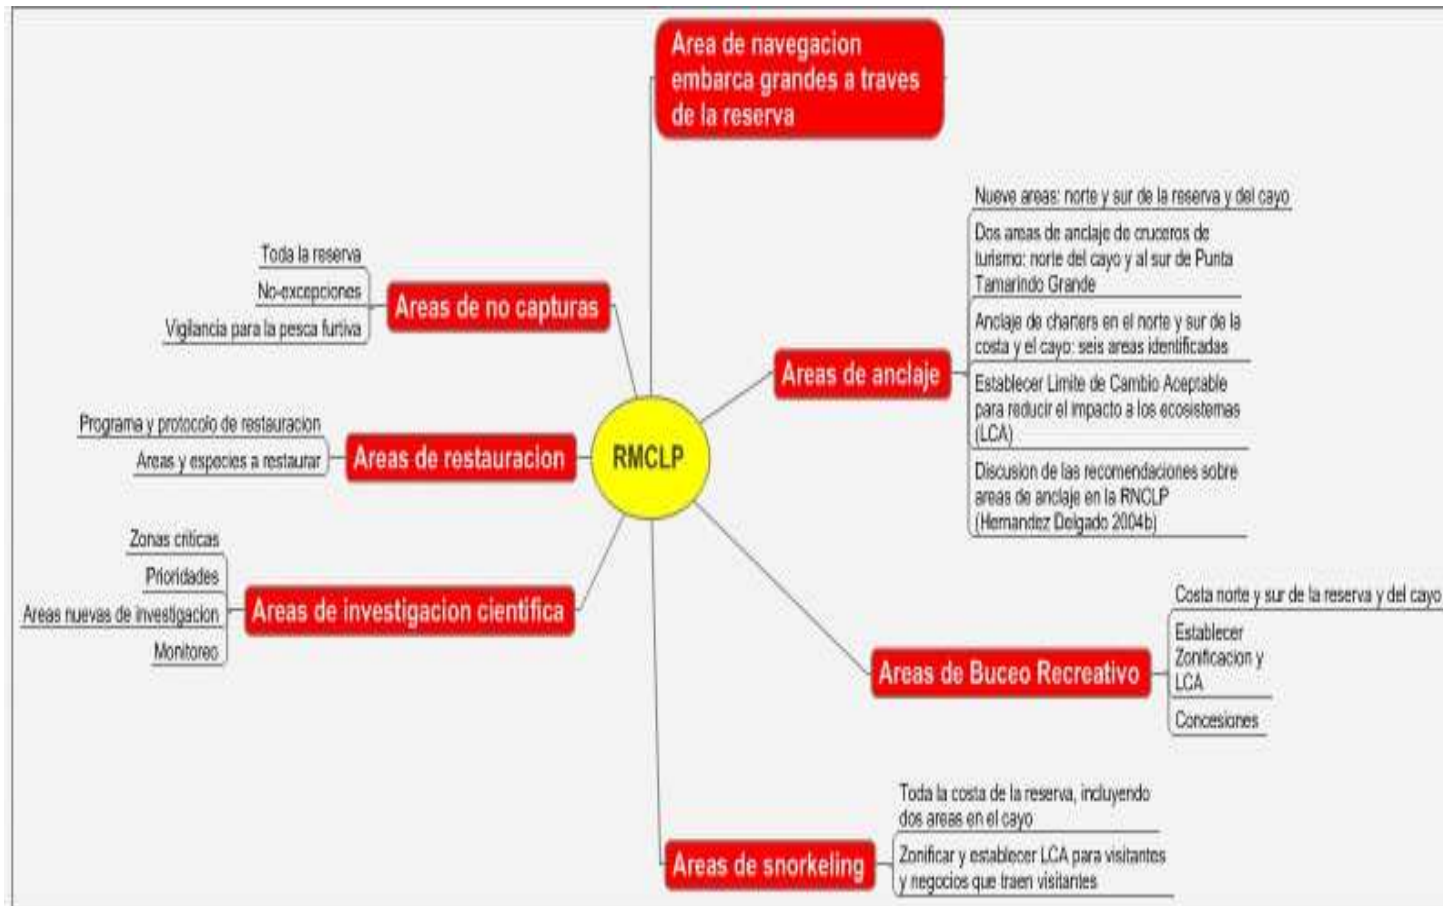 Area de navegacion
embarca grandes a traves
de la reserva
Nueve areas: norte y sur de la reserva y del cayo
Dos areas de anclaje de cruceros de
turismo: norte del cayo y al sur de Punta
Tamarindo Grande
Anclaje de charters en el norte y sur de la
costa y el cayo: seis areas identificadas
Areas de anclaje
Establecer Limite de Cambio Aceptable
para reducir el impacto a los ecosistemas
(LCA)
Discusion de las recomendaciones sobre
areas de anclaje en la RNCLP
(Hernandez Delgado 2004b)
Toda la reserva
No-excepciones
Vigilancia para la pesca furtiva
Areas de no capturas
RMCLP
Programa y protocolo de restauracion
Areas y especies a restaurar
Areas de restauracion
Zonas criticas
Prioridades
Areas nuevas de investigacion
Monitoreo
Areas de investigacion cientifica
Costa norte y sur de la reserva y del cayo
Establecer
Zonificacion y
LCA
Concesiones
Areas de Buceo Recreativo
Toda la costa de la reserva, incluyendo
dos areas en el cayo
Zonificar y establecer LCA para visitantes
y negocios que traen visitantes
Areas de snorkeling